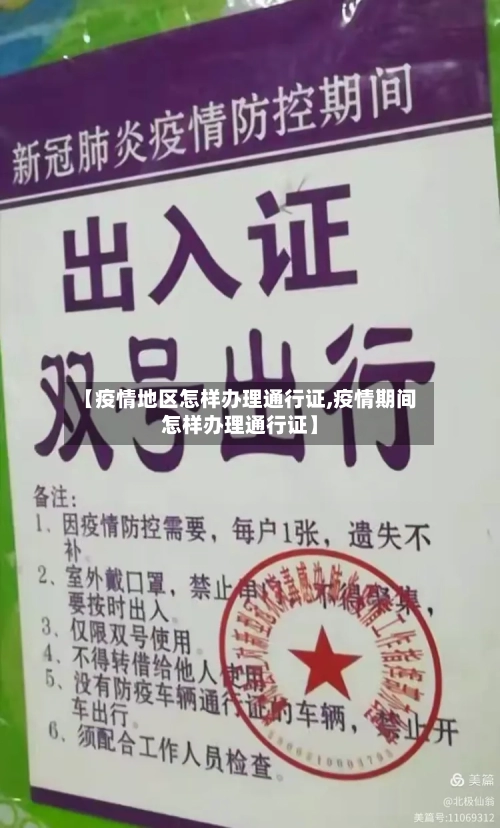 新冠肺炎疫情防控期间
出入证
双号出行
【疫情地区怎样办理通行证,疫情期间
怎样办理通行证】
备注:
1、因疫情防控需要，每户1张，遗失不
补。
2、室外戴口罩，禁止 不得聚集，
要按时出入。
3、仅限双号使用。
4、不得转借给他人使用
5、没有防疫车辆通行证的车辆，禁止开
车出行。
6、须配合工作人员检查。
美篇
@北极仙翁
美篇号:11069312